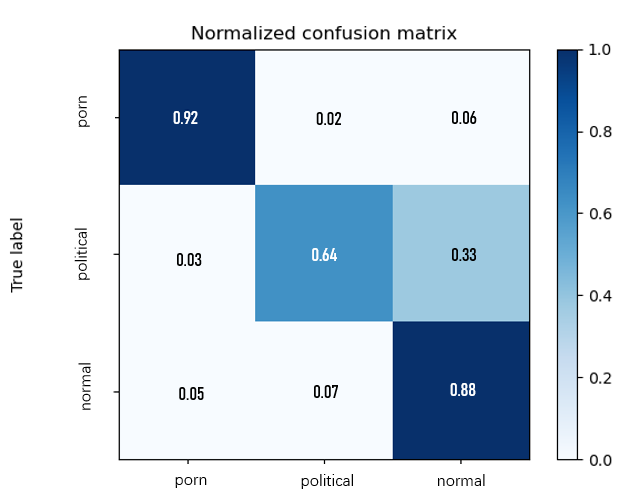 Normalized confusion matrix
True label
porn
0.92
0.02
0.06
political
0.03
0.64
0.33
normal
0.05
0.07
0.88
porn
political
normal
1.0
0.8
0.6
0.4
0.2
0.0